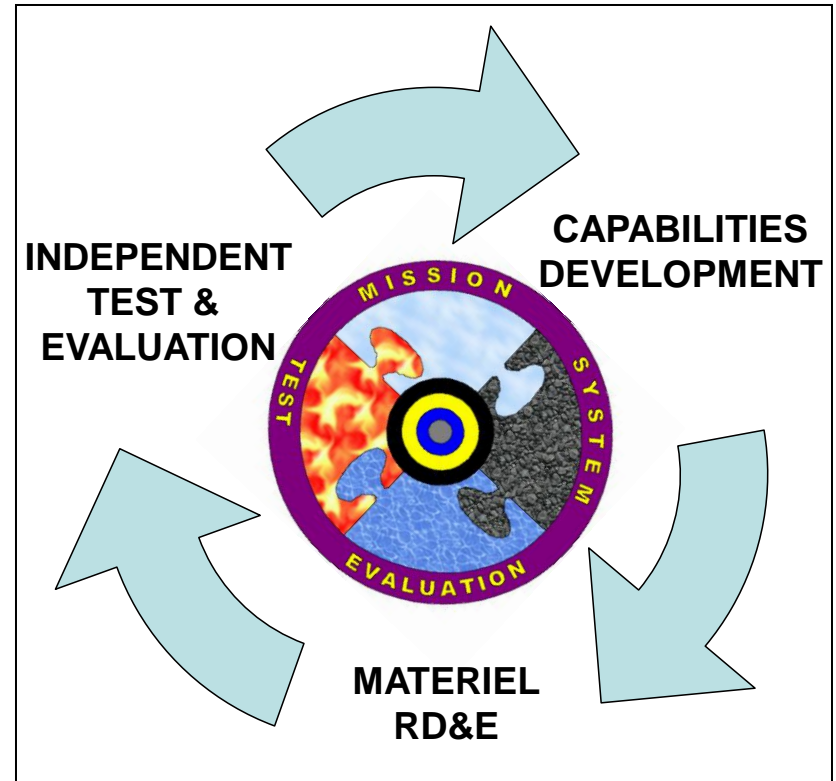 INDEPENDENT
TEST &
EVALUATION
CAPABILITIES
DEVELOPMENT
MISSION
TEST
SYSTEM
EVALUATION
MATERIEL
RD&E